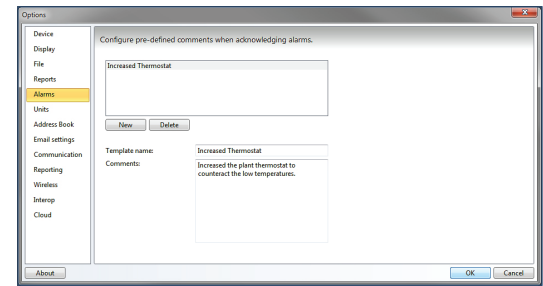 Options
Device
Display
File
Reports
Alarms
Units
Address Book
Email settings
Communication
Reporting
Wireless
Interop
Cloud
Configure pre-defined comments when acknowledging alarms.
Increased Thermostat
New Delete
Template name: Increased Thermostat
Comments: Increased the plant thermostat to
counteract the low temperatures.
About OK Cancel